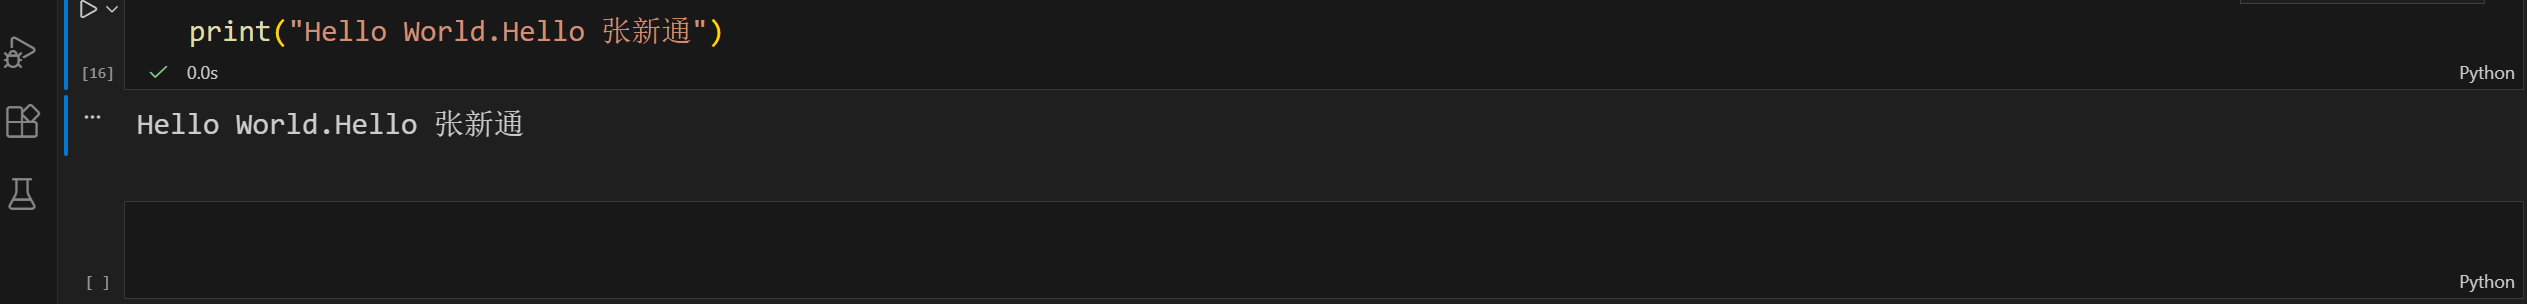 print("Hello World.Hello 张新通")
[16] 0.0s Python
Hello World.Hello 张新通
[ ] Python